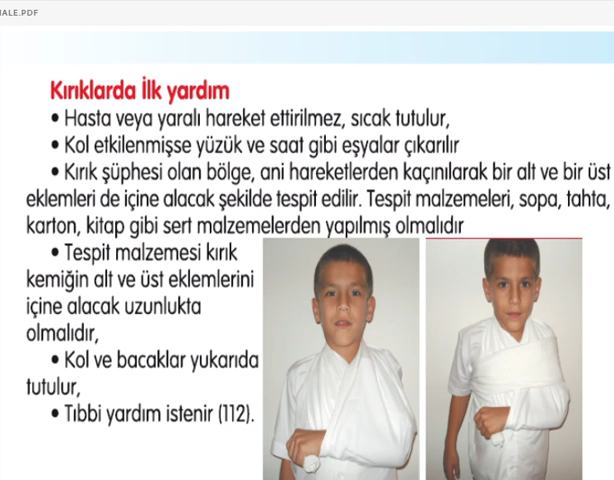 IALE.PDF
Kırıklarda İlk yardım
• Hasta veya yaralı hareket ettirilmez, sıcak tutulur,
• Kol etkilenmişse yüzük ve saat gibi eşyalar çıkarılır
• Kırık şüphesi olan bölge, ani hareketlerden kaçınılarak bir alt ve bir üst
eklemleri de içine alacak şekilde tespit edilir. Tespit malzemeleri, sopa, tahta,
karton, kitap gibi sert malzemelerden yapılmış olmalıdır
• Tespit malzemesi kırık
kemiğin alt ve üst eklemlerini
içine alacak uzunlukta
olmalıdır,
• Kol ve bacaklar yukarıda
tutulur,
• Tıbbi yardım istenir (112).